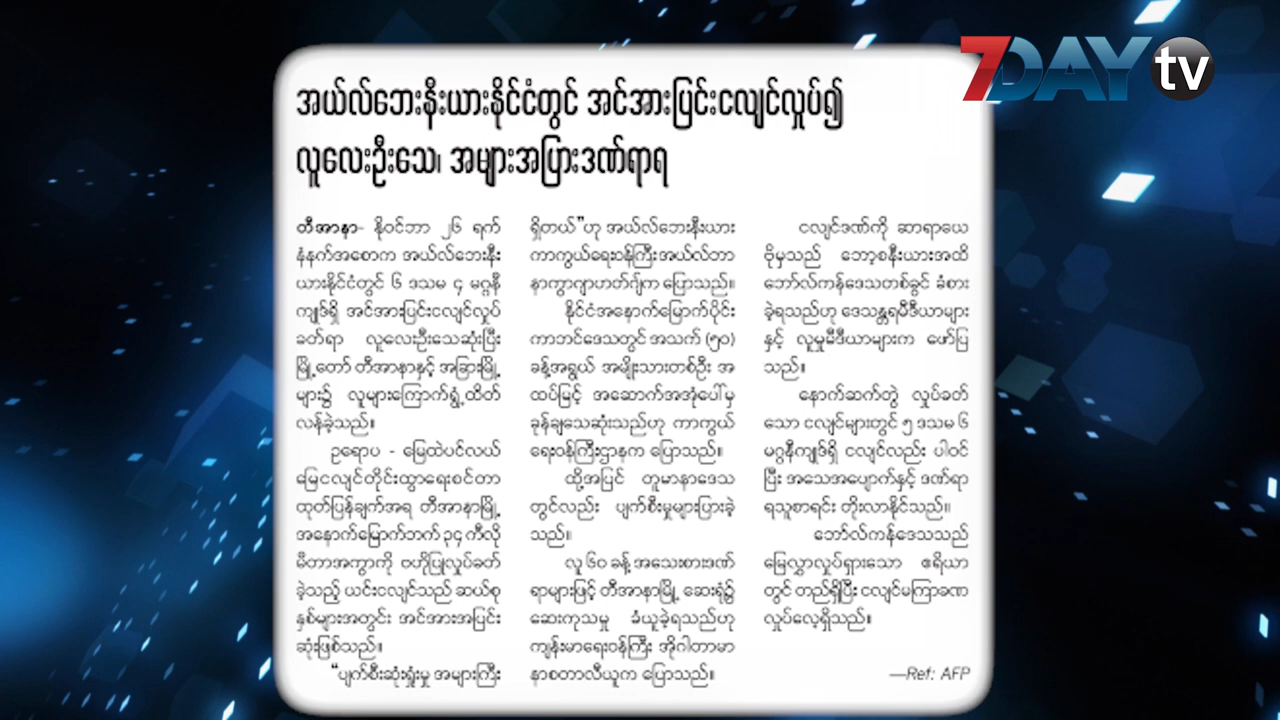 7DAY tv
အယ်လ်ဘေးနီးယားနိုင်ငံတွင် အင်အားပြင်းငလျင်လှုပ်၍
လူလေးဦးသေ၊ အများအပြားဒဏ်ရာရ
တီအာနာ- နိုဝင်ဘာ ၂၆ ရက်
နံနက်အစောက အယ်လ်ဘေးနီး
ယားနိုင်ငံတွင် ၆ ဒသမ ၄ မဂ္ဂနီ
ကျုဒ်ရှိ အင်အားပြင်းငလျင်လှုပ်
ခတ်ရာ လူလေးဦးသေဆုံးပြီး
မြို့တော် တီအာနာနှင့် အခြားမြို့
များ၌ လူများကြောက်ရွံ့ထိတ်
လန့်ခဲ့သည်။
ဥရောပ - မြေထဲပင်လယ်
မြေငလျင်တိုင်းထွာရေးစင်တာ
ထုတ်ပြန်ချက်အရ တီအာနာမြို့
အနောက်မြောက်ဘက် ၃၄ ကီလို
မီတာအကွာကို ဗဟိုပြုလှုပ်ခတ်
ခဲ့သည့် ယင်းငလျင်သည် ဆယ်စု
နှစ်များအတွင်း အင်အားအပြင်း
ဆုံးဖြစ်သည်။
“ပျက်စီးဆုံးရှုံးမှု အများကြီး
ရှိတယ်”ဟု အယ်လ်ဘေးနီးယား
ကာကွယ်ရေးဝန်ကြီးအယ်လ်တာ
နာကွာဂျာဟတ်ဂျ်က ပြောသည်။
နိုင်ငံအနောက်မြောက်ပိုင်း
ကာဘင်ဒေသတွင် အသက် (၅၀)
ခန့်အရွယ် အမျိုးသားတစ်ဦး အ
ထပ်မြင့် အဆောက်အအုံပေါ်မှ
ခုန်ချသေဆုံးသည်ဟု ကာကွယ်
ရေးဝန်ကြီးဌာနက ပြောသည်။
ထို့အပြင် တူမာနာဒေသ
တွင်လည်း ပျက်စီးမှုများပြားခဲ့
သည်။
လူ ၆၀ ခန့် အသေးစားဒဏ်
ရာများဖြင့် တီအာနာမြို့ ဆေးရုံ၌
ဆေးကုသမှု ခံယူခဲ့ရသည်ဟု
ကျန်းမာရေးဝန်ကြီး အိုဂါတာမာ
နာစတာလီယူက ပြောသည်။
ငလျင်ဒဏ်ကို ဆာရာယေ
ဗိုမှသည် ဘော့စနီးယားအထိ
ဘော်လ်ကန်ဒေသတစ်ခွင် ခံစား
ခဲ့ရသည်ဟု ဒေသန္တရမီဒီယာများ
နှင့် လူမှုမီဒီယာများက ဖော်ပြ
သည်။
နောက်ဆက်တွဲ လှုပ်ခတ်
သော ငလျင်များတွင် ၅ ဒသမ ၆
မဂ္ဂနီကျုဒ်ရှိ ငလျင်လည်း ပါဝင်
ပြီး အသေအပျောက်နှင့် ဒဏ်ရာ
ရသူစာရင်း တိုးလာနိုင်သည်။
ဘော်လ်ကန်ဒေသသည်
မြေလွှာလှုပ်ရှားသော ဧရိယာ
တွင် တည်ရှိပြီး ငလျင်မကြာခဏ
လှုပ်လေ့ရှိသည်။
—Ref: AFP